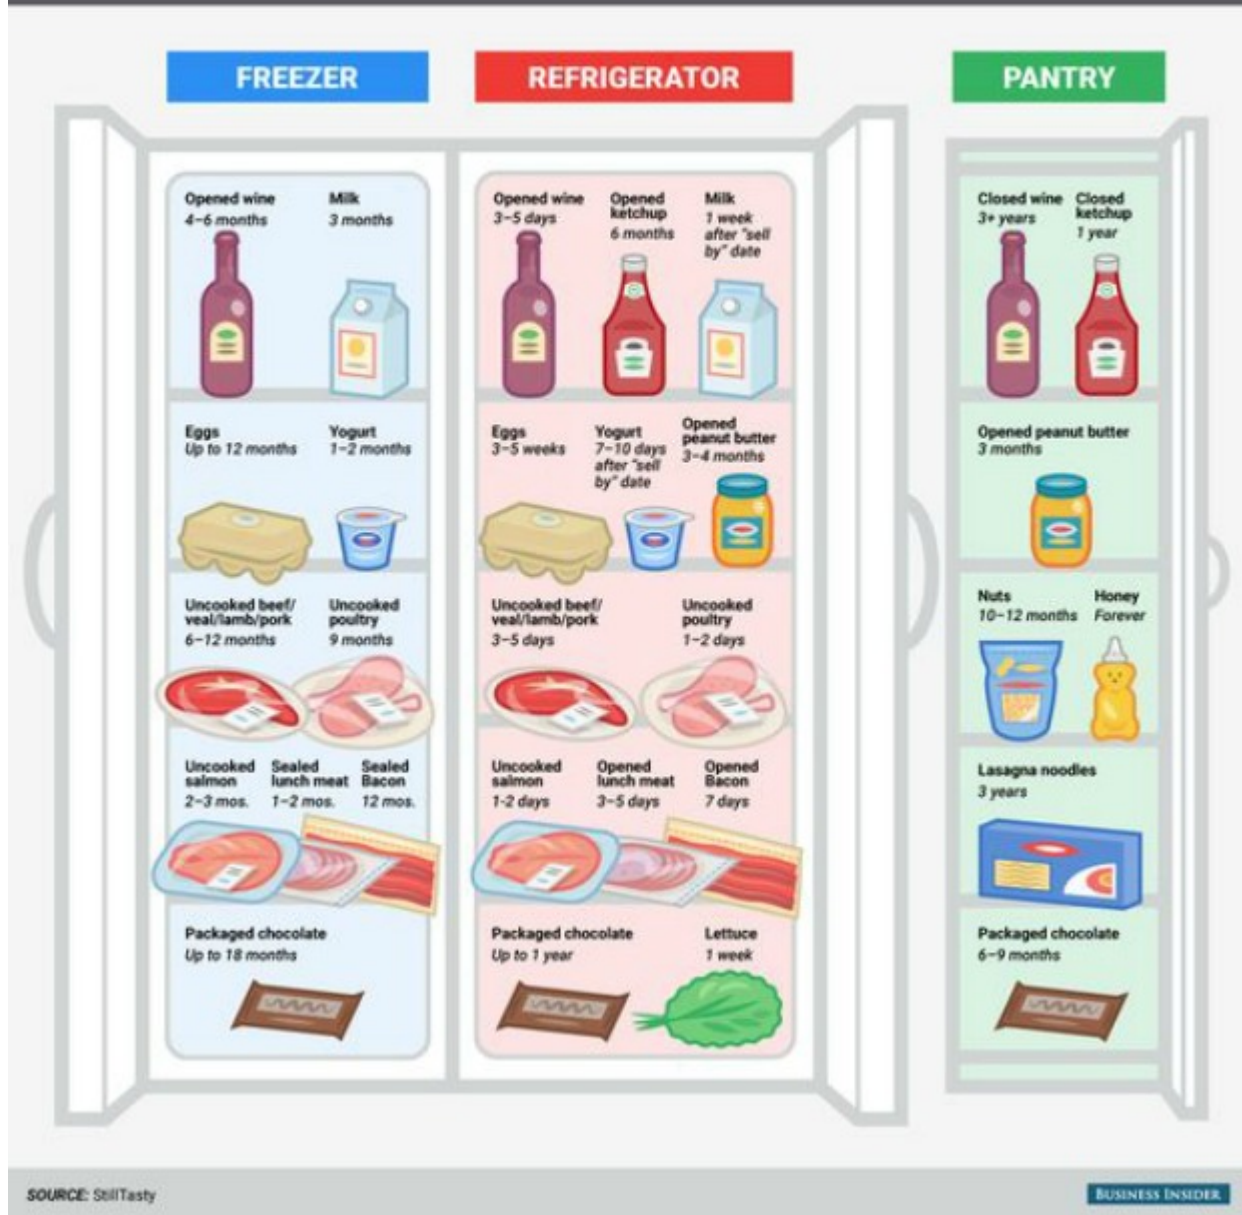 FREEZER
REFRIGERATOR
PANTRY
Opened wine
4–6 months
Milk
3 months
Opened wine
3–5 days
Opened
ketchup
6 months
Milk
1 week
after "sell
by" date
Closed wine
3+ years
Closed
ketchup
1 year
Eggs
Up to 12 months
Yogurt
1–2 months
Eggs
3–5 weeks
Yogurt
7–10 days
after "sell
by" date
Opened
peanut butter
3–4 months
Opened peanut butter
3 months
Uncooked beef/
veal/lamb/pork
6–12 months
Uncooked
poultry
9 months
Uncooked beef/
veal/lamb/pork
3–5 days
Uncooked
poultry
1–2 days
Nuts
10–12 months
Honey
Forever
Uncooked
salmon
2–3 mos.
Sealed
lunch meat
1–2 mos.
Sealed
Bacon
12 mos.
Uncooked
salmon
1-2 days
Opened
lunch meat
3–5 days
Opened
Bacon
7 days
Lasagna noodles
3 years
Packaged chocolate
Up to 18 months
Packaged chocolate
Up to 1 year
Lettuce
1 week
Packaged chocolate
6–9 months
SOURCE: StillTasty
BUSINESS INSIDER